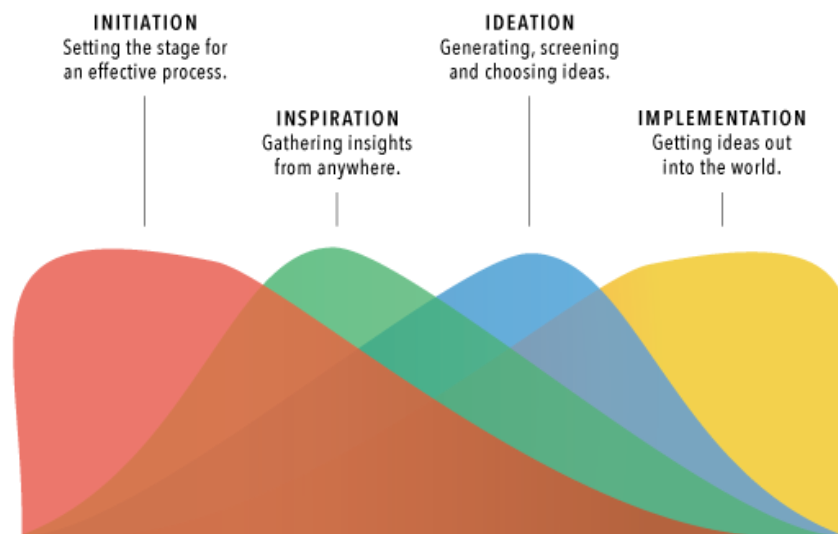 INITIATION
Setting the stage for
an effective process.
INSPIRATION
Gathering insights
from anywhere.
IDEATION
Generating, screening
and choosing ideas.
IMPLEMENTATION
Getting ideas out
into the world.